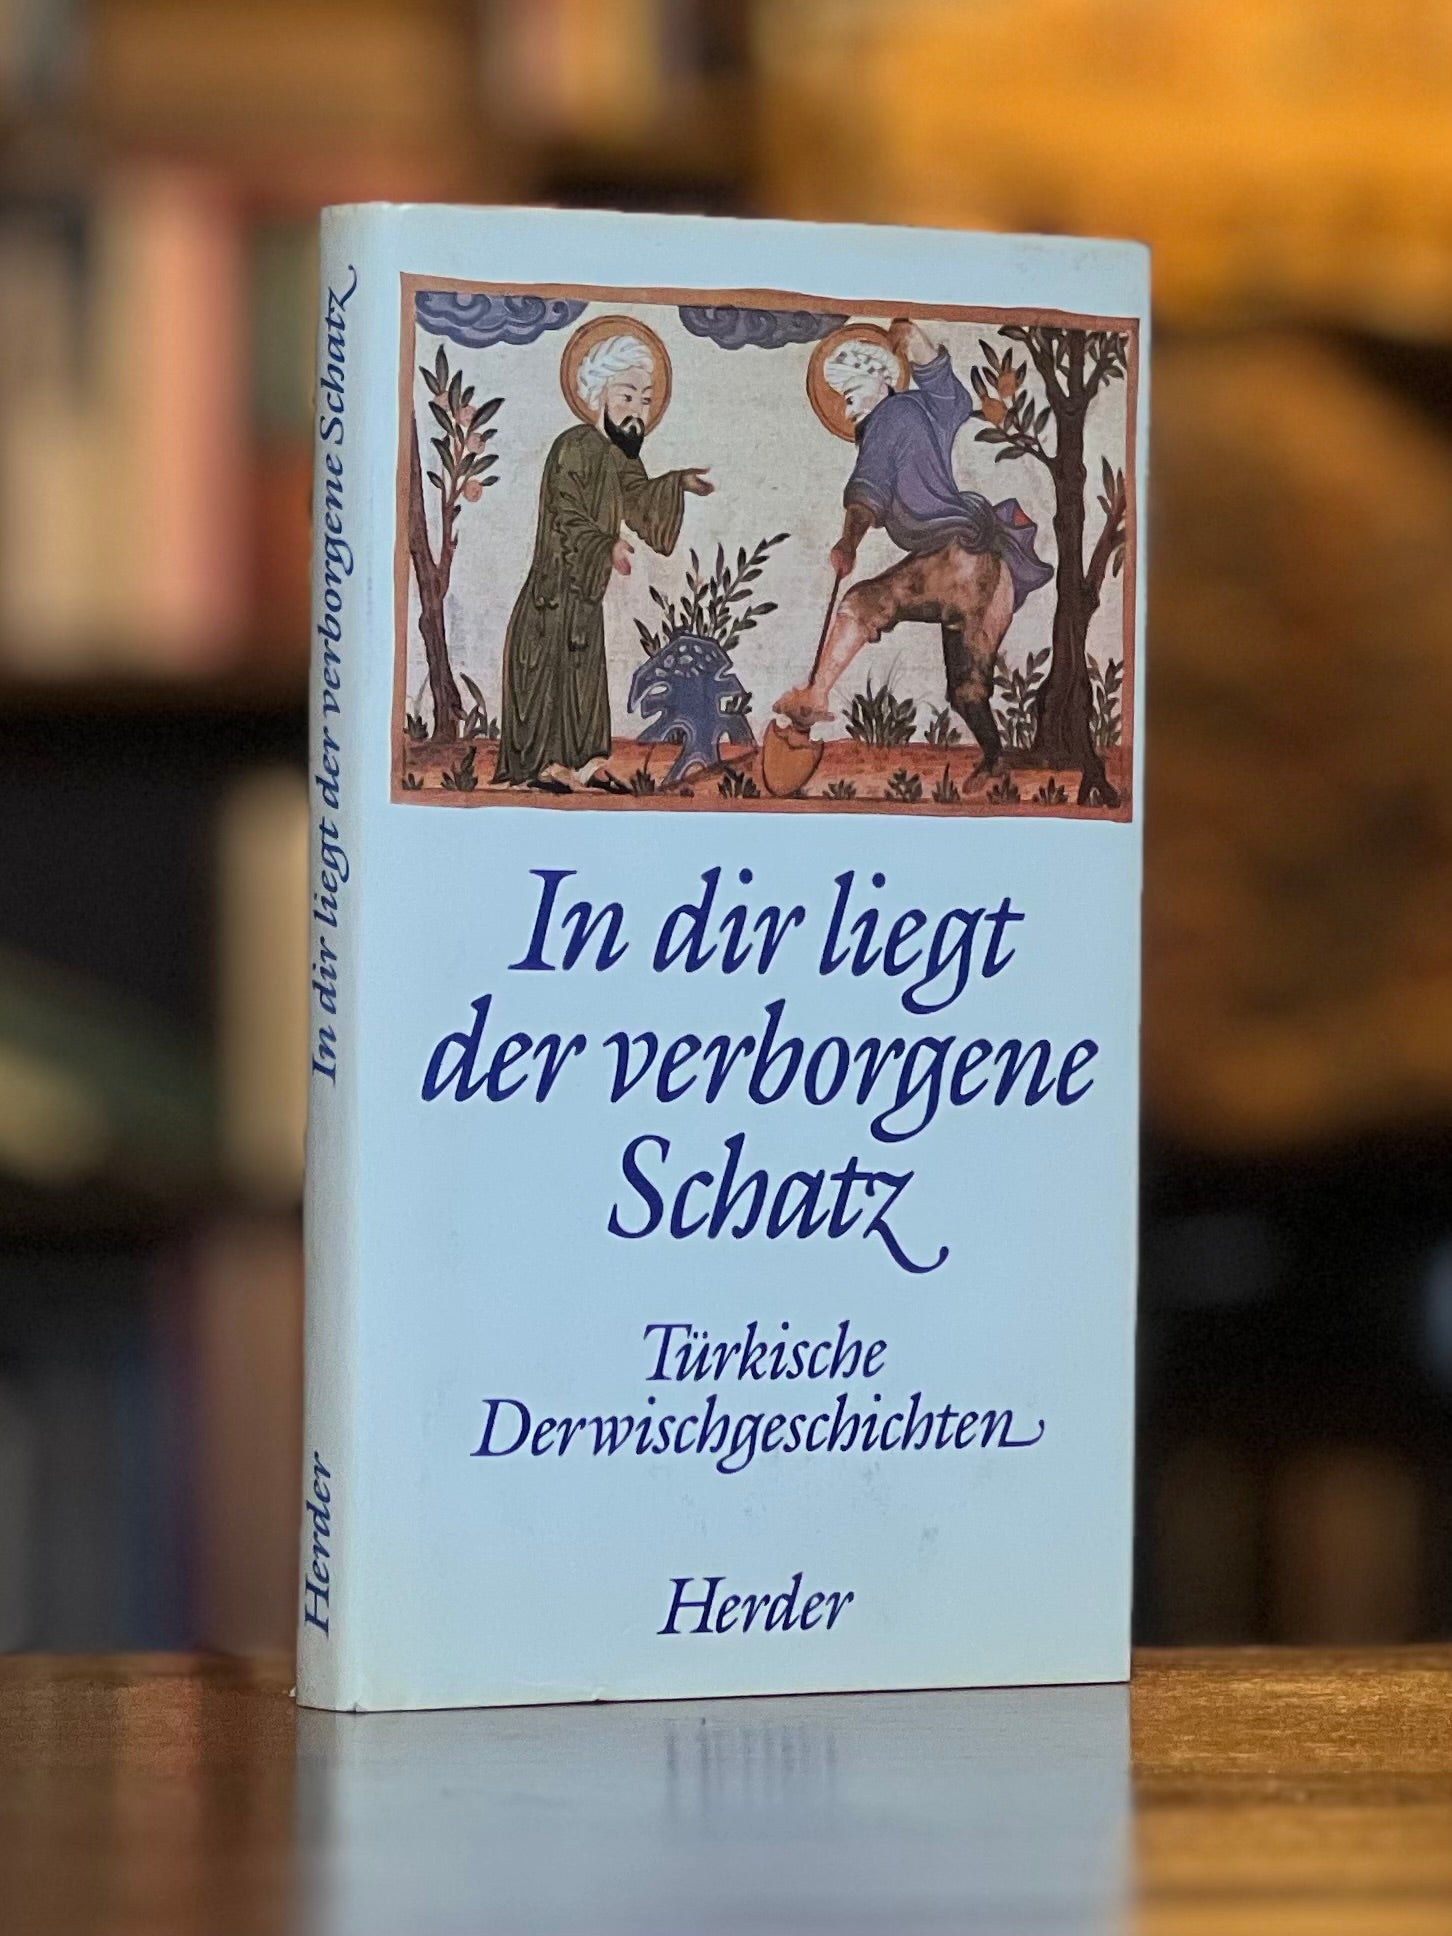 In dir liegt der verborgene Schatz
Herder
In dir liegt
der verborgene
Schatz
Türkische
Derwischgeschichten
Herder